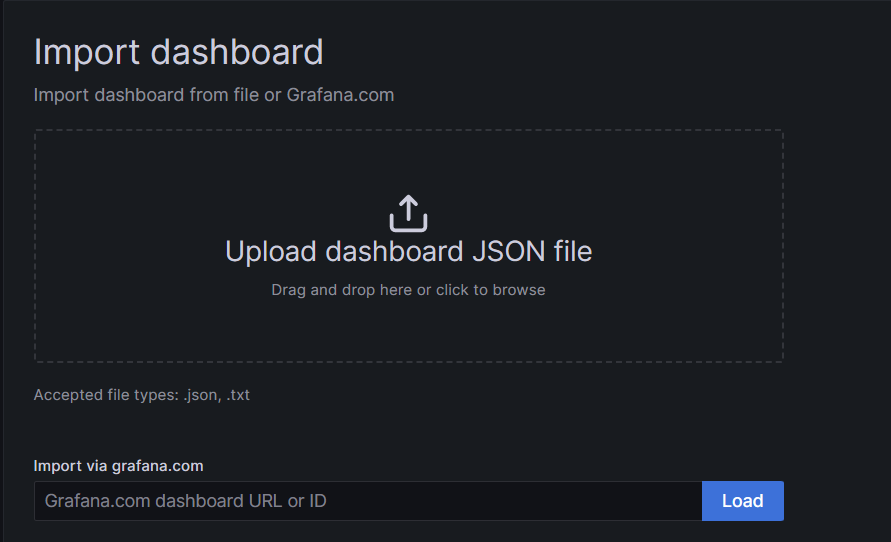 Import dashboard
Import dashboard from file or Grafana.com
Upload dashboard JSON file
Drag and drop here or click to browse
Accepted file types: .json, .txt
Import via grafana.com
Grafana.com dashboard URL or ID
Load